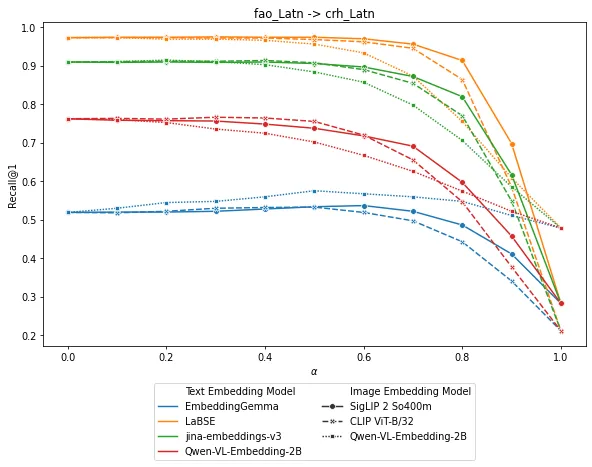 fao_Latn -> crh_Latn
Recall@1
1.0
0.9
0.8
0.7
0.6
0.5
0.4
0.3
0.2
0.0 0.2 0.4 0.6 0.8 1.0
α
Text Embedding Model
EmbeddingGemma
LaBSE
jina-embeddings-v3
Qwen-VL-Embedding-2B
Image Embedding Model
SigLIP 2 So400m
CLIP ViT-B/32
Qwen-VL-Embedding-2B